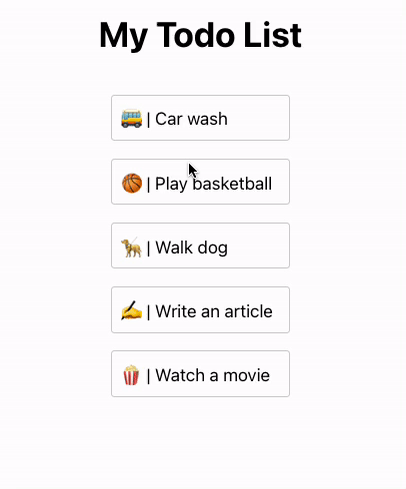 My Todo List
🚐 | Car wash
🏀 | Play basketball
🐕‍🦺 | Walk dog
✍️ | Write an article
🍿 | Watch a movie